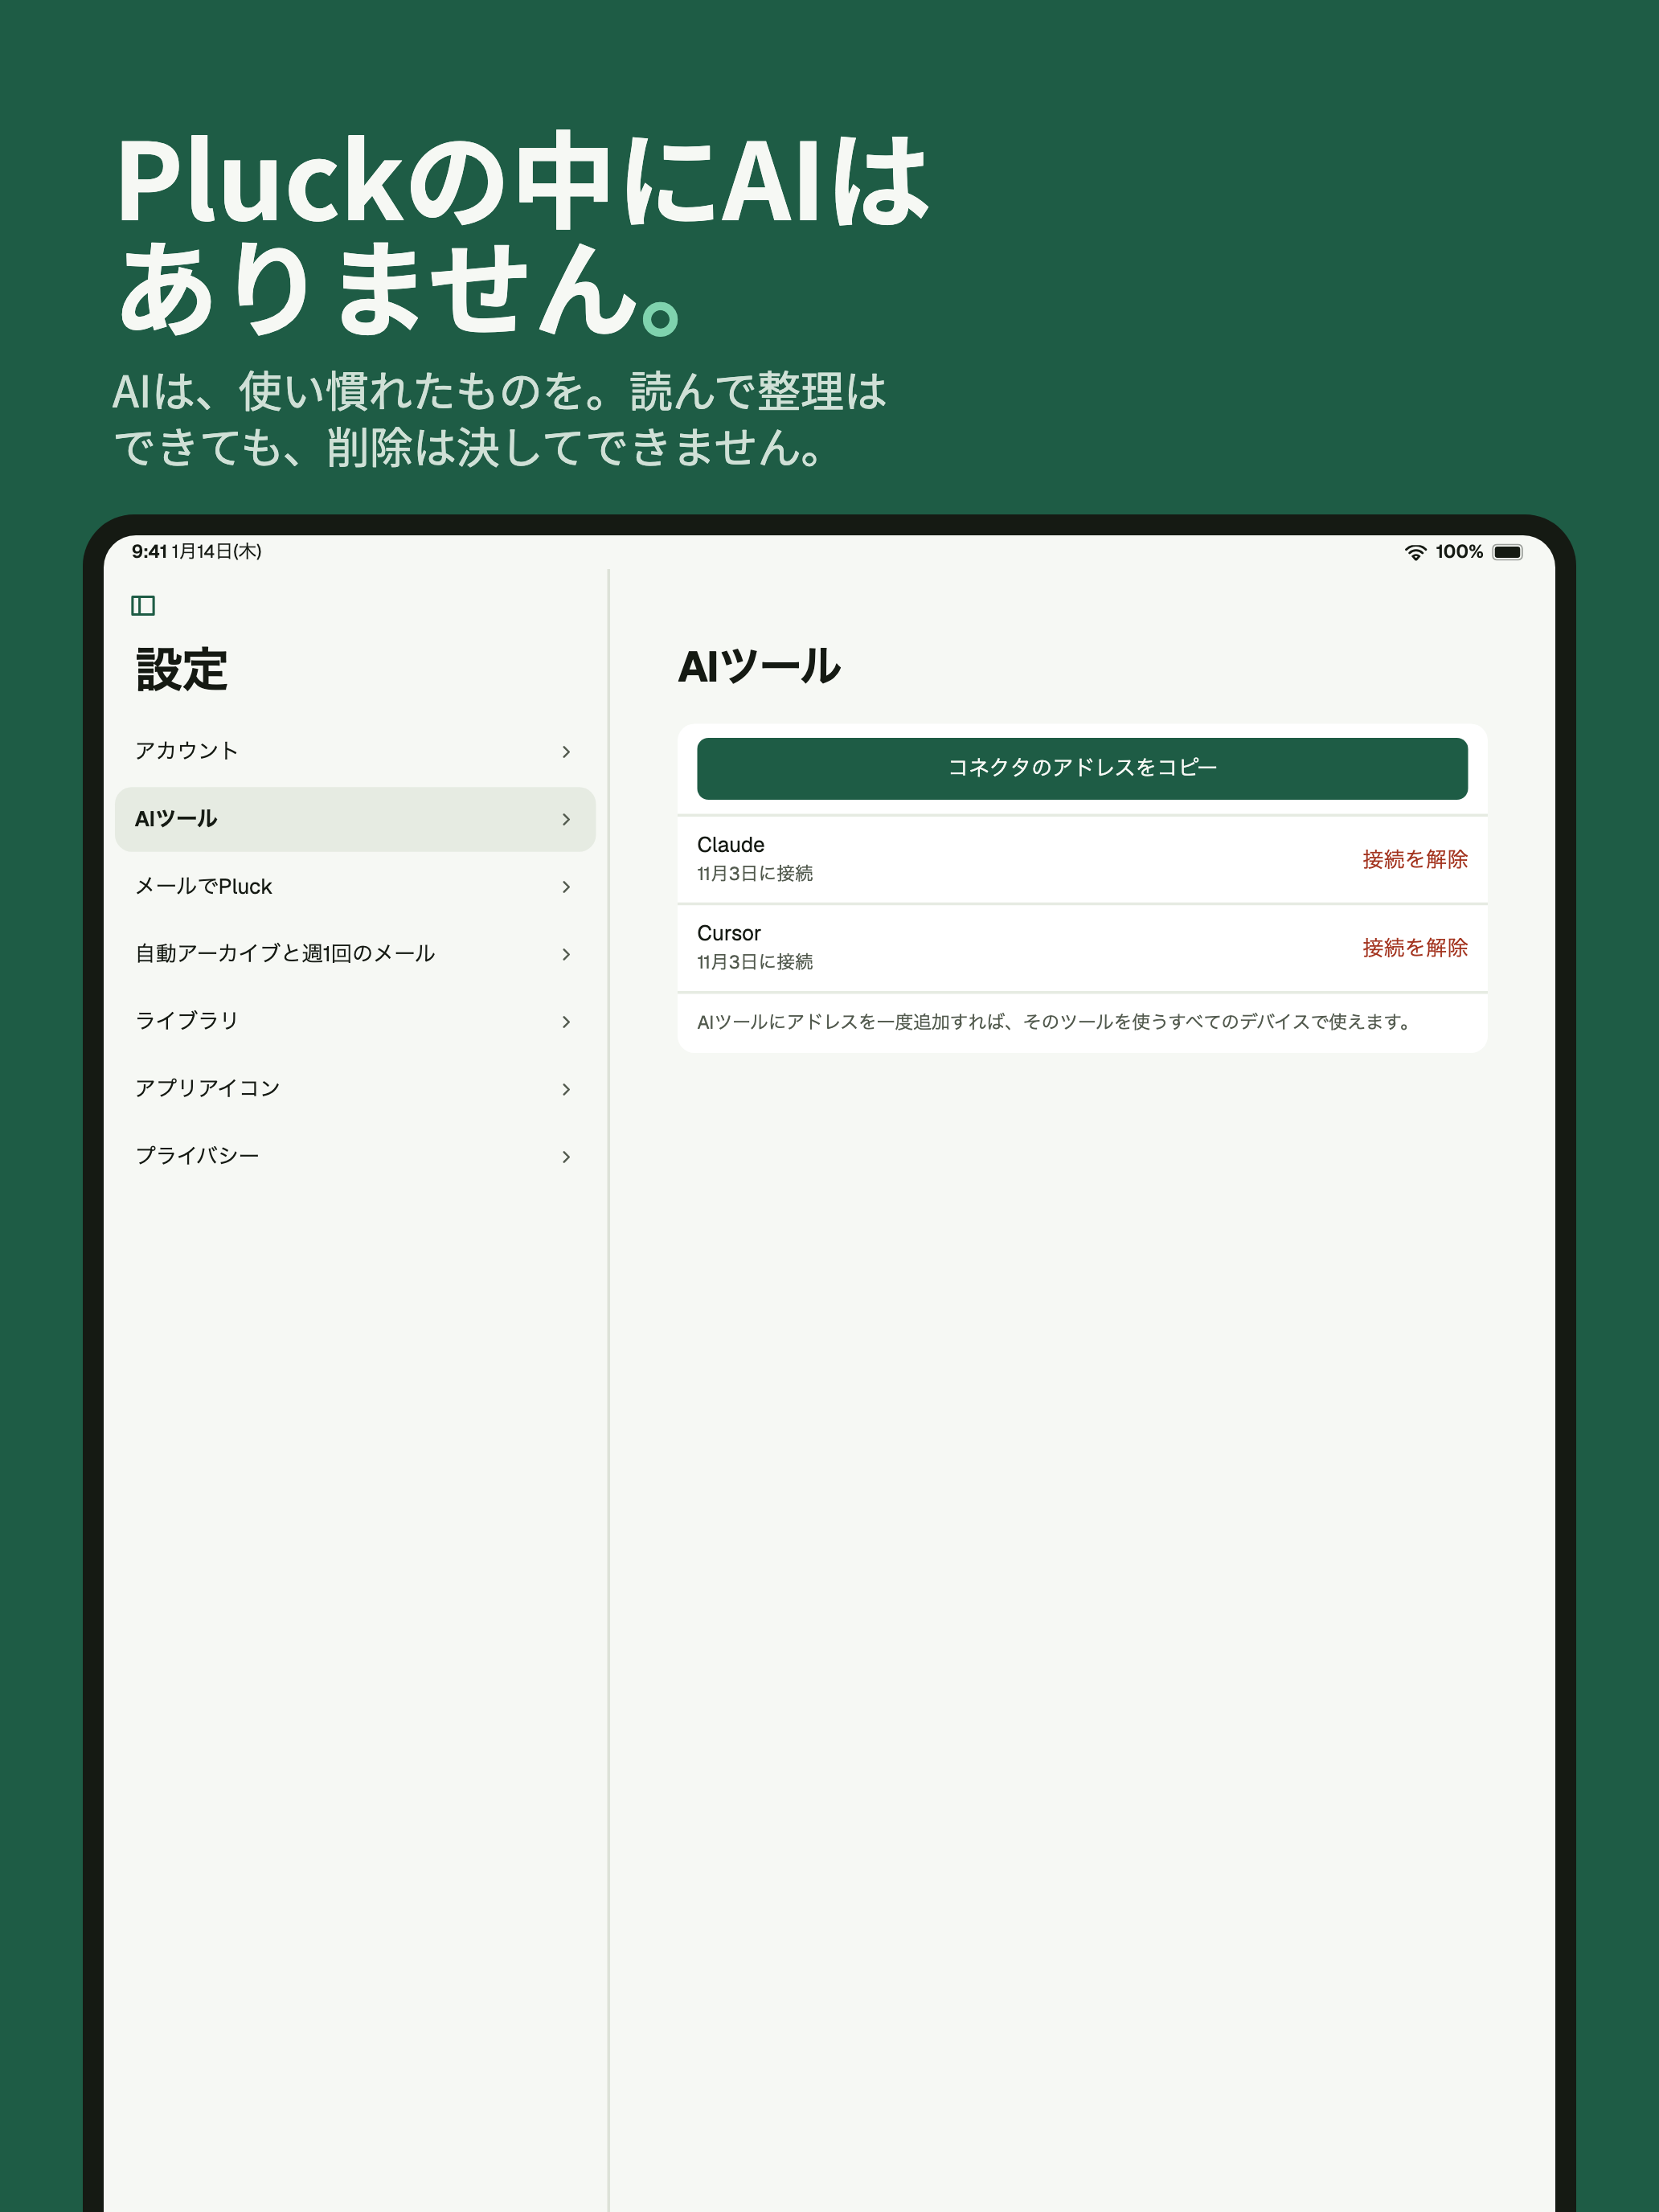 Pluckの中にAIは
ありません。
AIは、使い慣れたものを。読んで整理は
できても、削除は決してできません。
9:41 1月14日(木)
100%
設定
アカウント
AIツール
メールでPluck
自動アーカイブと週1回のメール
ライブラリ
アプリアイコン
プライバシー
AIツール
コネクタのアドレスをコピー
Claude
11月3日に接続
接続を解除
Cursor
11月3日に接続
接続を解除
AIツールにアドレスを一度追加すれば、そのツールを使うすべてのデバイスで使えます。